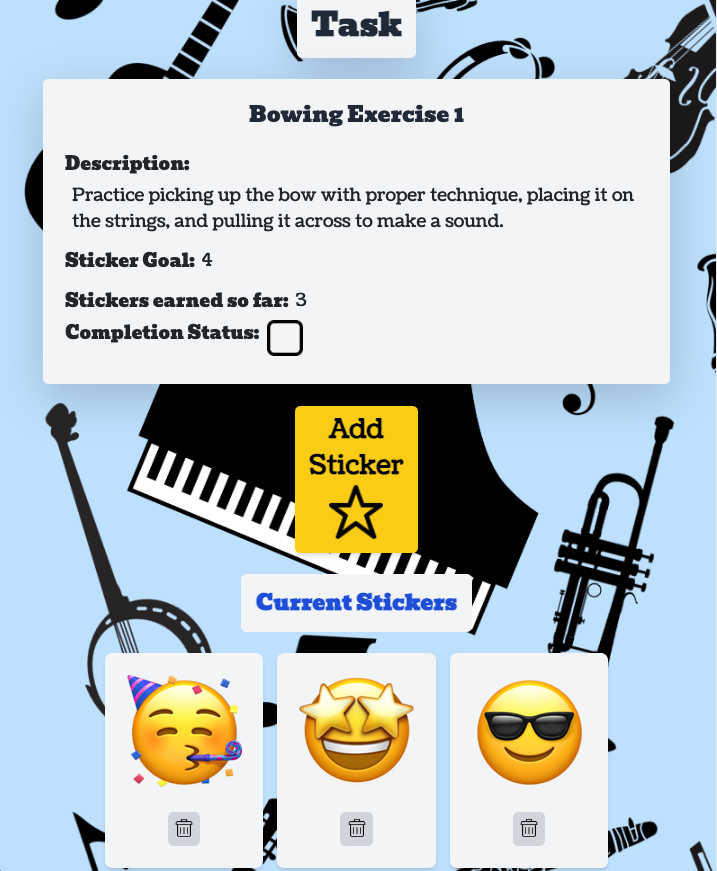 Task
Bowing Exercise 1
Description:
Practice picking up the bow with proper technique, placing it on
the strings, and pulling it across to make a sound.
Sticker Goal: 4
Stickers earned so far: 3
Completion Status:
Add
Sticker
Current Stickers